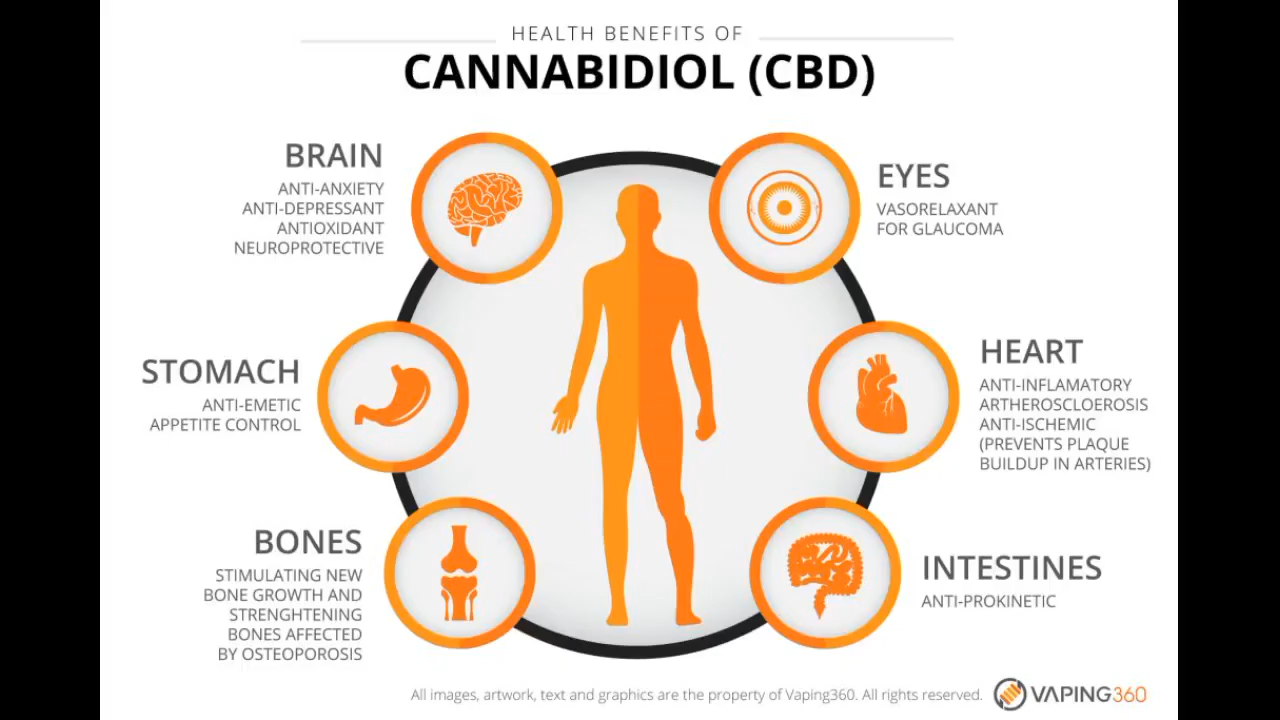 HEALTH BENEFITS OF
CANNABIDIOL (CBD)
BRAIN
ANTI-ANXIETY
ANTI-DEPRESSANT
ANTIOXIDANT
NEUROPROTECTIVE
EYES
VASORELAXANT
FOR GLAUCOMA
STOMACH
ANTI-EMETIC
APPETITE CONTROL
HEART
ANTI-INFLAMATORY
ARTHEROSCLOEROSIS
ANTI-ISCHEMIC
(PREVENTS PLAQUE
BUILDUP IN ARTERIES)
BONES
STIMULATING NEW
BONE GROWTH AND
STRENGHTENING
BONES AFFECTED
BY OSTEOPOROSIS
INTESTINES
ANTI-PROKINETIC
All images, artwork, text and graphics are the property of Vaping360. All rights reserved.
VAPING360